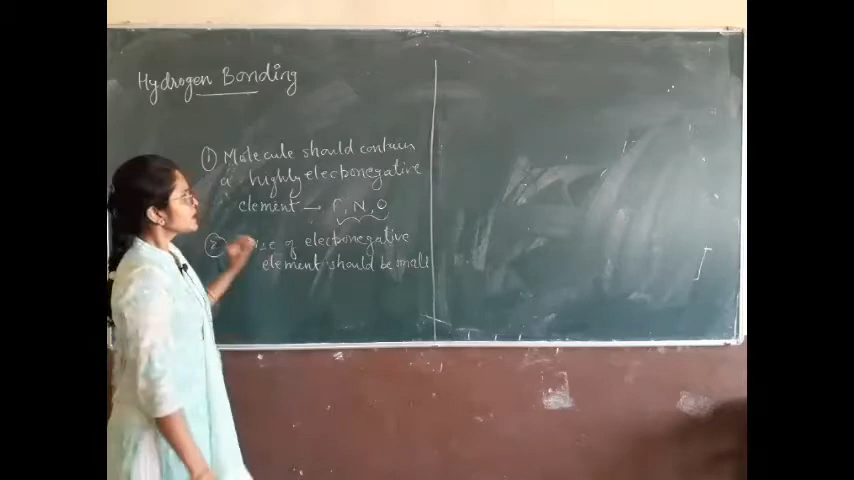 Hydrogen Bonding
① Molecule should contain
a highly electronegative
element → F, N, O
② of electronegative
element should be small